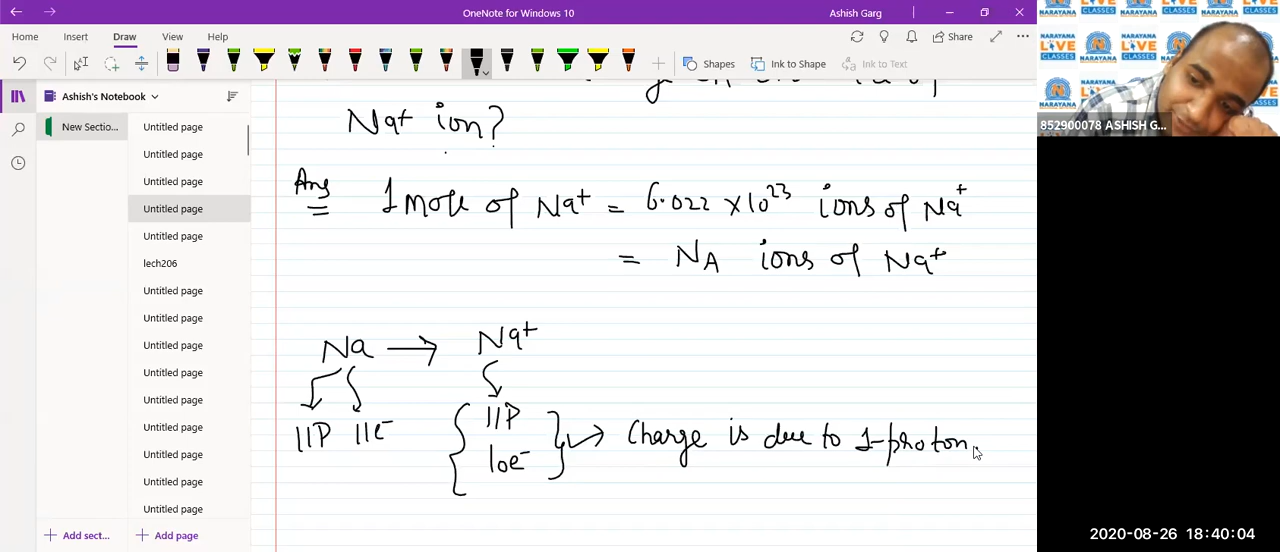 OneNote for Windows 10
Ashish Garg
Home Insert Draw View Help
Share
Shapes
Ink to Shape
Ink to Text
Ashish's Notebook
New Sectio...
Untitled page
Untitled page
Untitled page
Untitled page
Untitled page
lech206
Untitled page
Untitled page
Untitled page
Untitled page
Untitled page
Untitled page
Untitled page
Untitled page
Untitled page
Add sect...
Add page
Na+ ion?
Ans 1 mole of Na+ = 6.022 × 10^23 ions of Na+
= NA ions of Na+
Na → Na+
11P 11e-
11P
10e-
Charge is due to 1-proton
NARAYANA LIVE CLASSES
852900078 ASHISH G...
2020-08-26 18:40:04